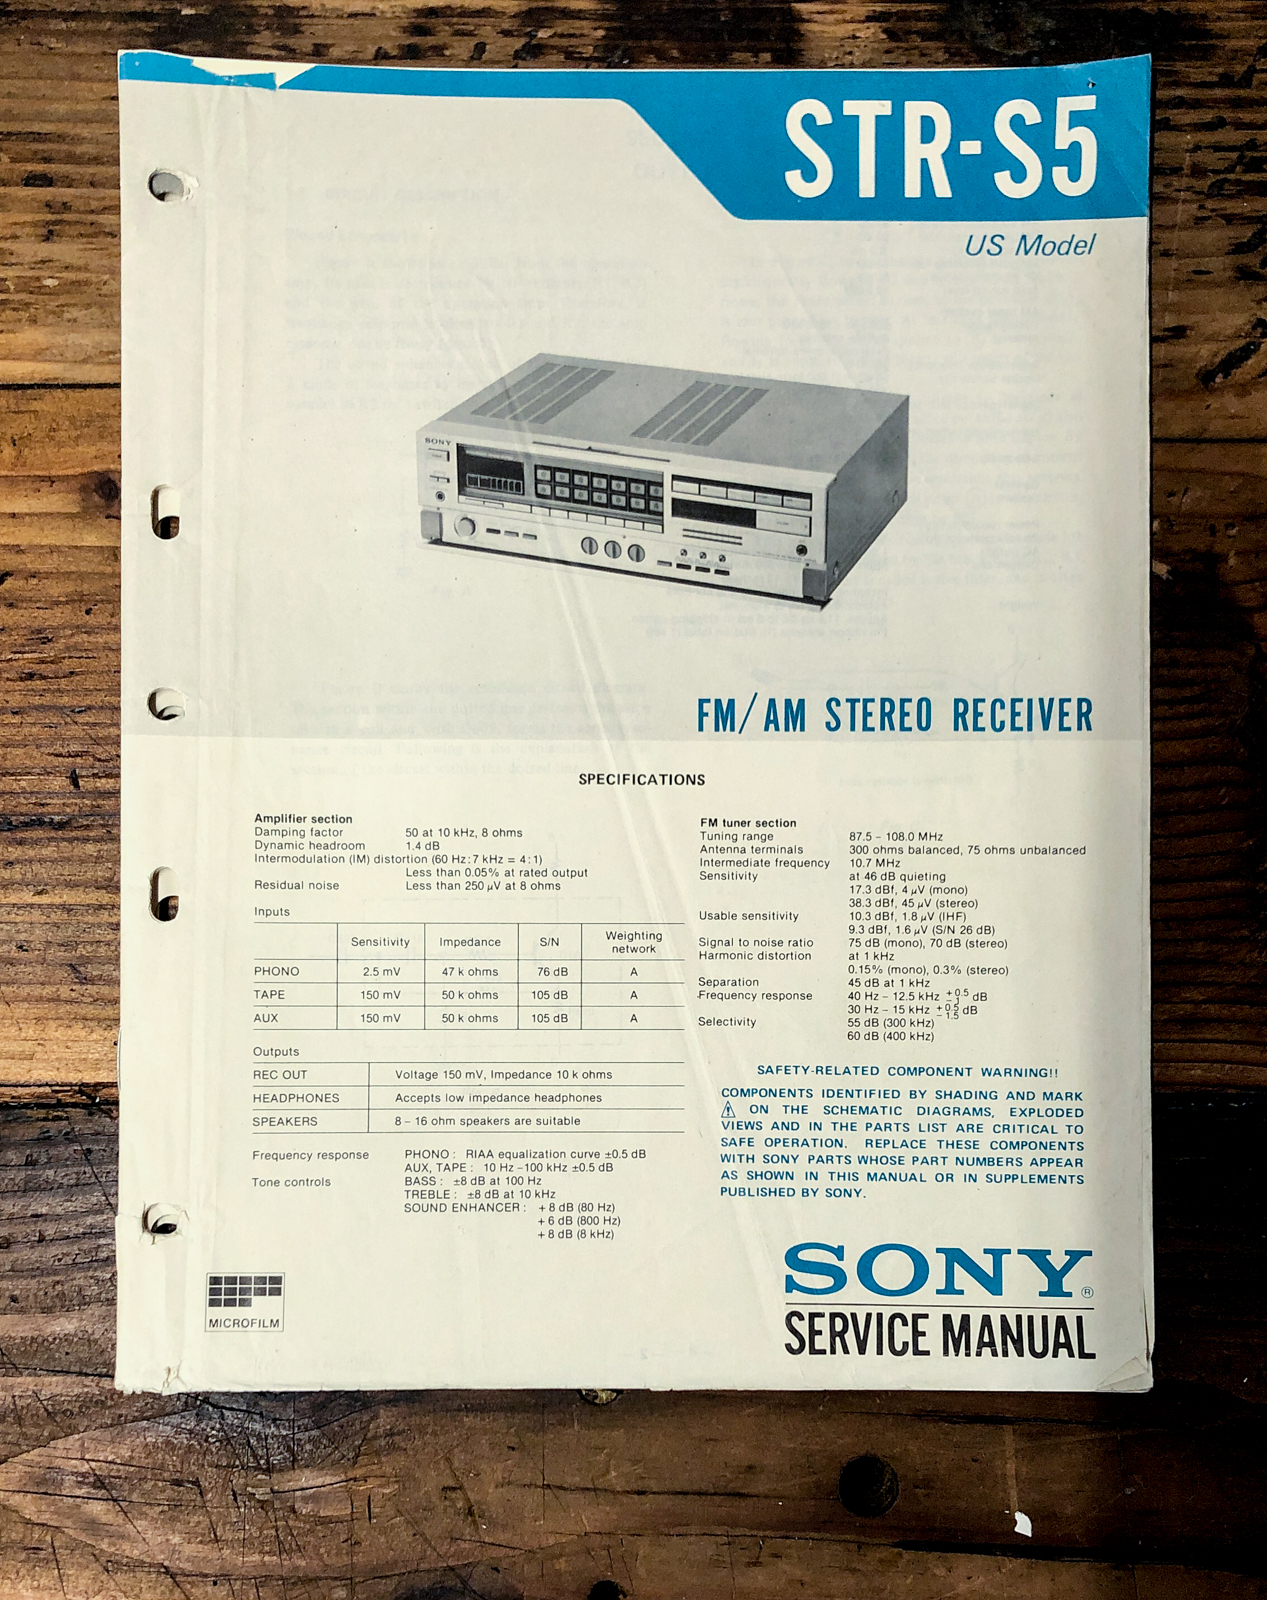 STR-S5
US Model
SONY
FM/AM STEREO RECEIVER
SPECIFICATIONS
Amplifier section
Damping factor 50 at 10 kHz, 8 ohms
Dynamic headroom 1.4 dB
Intermodulation (IM) distortion (60 Hz:7 kHz = 4:1)
Less than 0.05% at rated output
Residual noise Less than 250 μV at 8 ohms
Inputs
Sensitivity Impedance S/N Weighting network
PHONO 2.5 mV 47 k ohms 76 dB A
TAPE 150 mV 50 k ohms 105 dB A
AUX 150 mV 50 k ohms 105 dB A
Outputs
REC OUT Voltage 150 mV, Impedance 10 k ohms
HEADPHONES Accepts low impedance headphones
SPEAKERS 8 – 16 ohm speakers are suitable
Frequency response PHONO : RIAA equalization curve ±0.5 dB
AUX, TAPE : 10 Hz –100 kHz ±0.5 dB
Tone controls BASS : ±8 dB at 100 Hz
TREBLE : ±8 dB at 10 kHz
SOUND ENHANCER : + 8 dB (80 Hz)
+ 6 dB (800 Hz)
+ 8 dB (8 kHz)
MICROFILM
FM tuner section
Tuning range 87.5 – 108.0 MHz
Antenna terminals 300 ohms balanced, 75 ohms unbalanced
Intermediate frequency 10.7 MHz
Sensitivity at 46 dB quieting
17.3 dBf, 4 μV (mono)
38.3 dBf, 45 μV (stereo)
Usable sensitivity 10.3 dBf, 1.8 μV (IHF)
9.3 dBf, 1.6 μV (S/N 26 dB)
Signal to noise ratio 75 dB (mono), 70 dB (stereo)
Harmonic distortion at 1 kHz
0.15% (mono), 0.3% (stereo)
Separation 45 dB at 1 kHz
Frequency response 40 Hz – 12.5 kHz +0.5 −1 dB
30 Hz – 15 kHz +0.5 −1.5 dB
Selectivity 55 dB (300 kHz)
60 dB (400 kHz)
SAFETY-RELATED COMPONENT WARNING!!
COMPONENTS IDENTIFIED BY SHADING AND MARK
⚠ ON THE SCHEMATIC DIAGRAMS, EXPLODED
VIEWS AND IN THE PARTS LIST ARE CRITICAL TO
SAFE OPERATION. REPLACE THESE COMPONENTS
WITH SONY PARTS WHOSE PART NUMBERS APPEAR
AS SHOWN IN THIS MANUAL OR IN SUPPLEMENTS
PUBLISHED BY SONY.
SONY®
SERVICE MANUAL